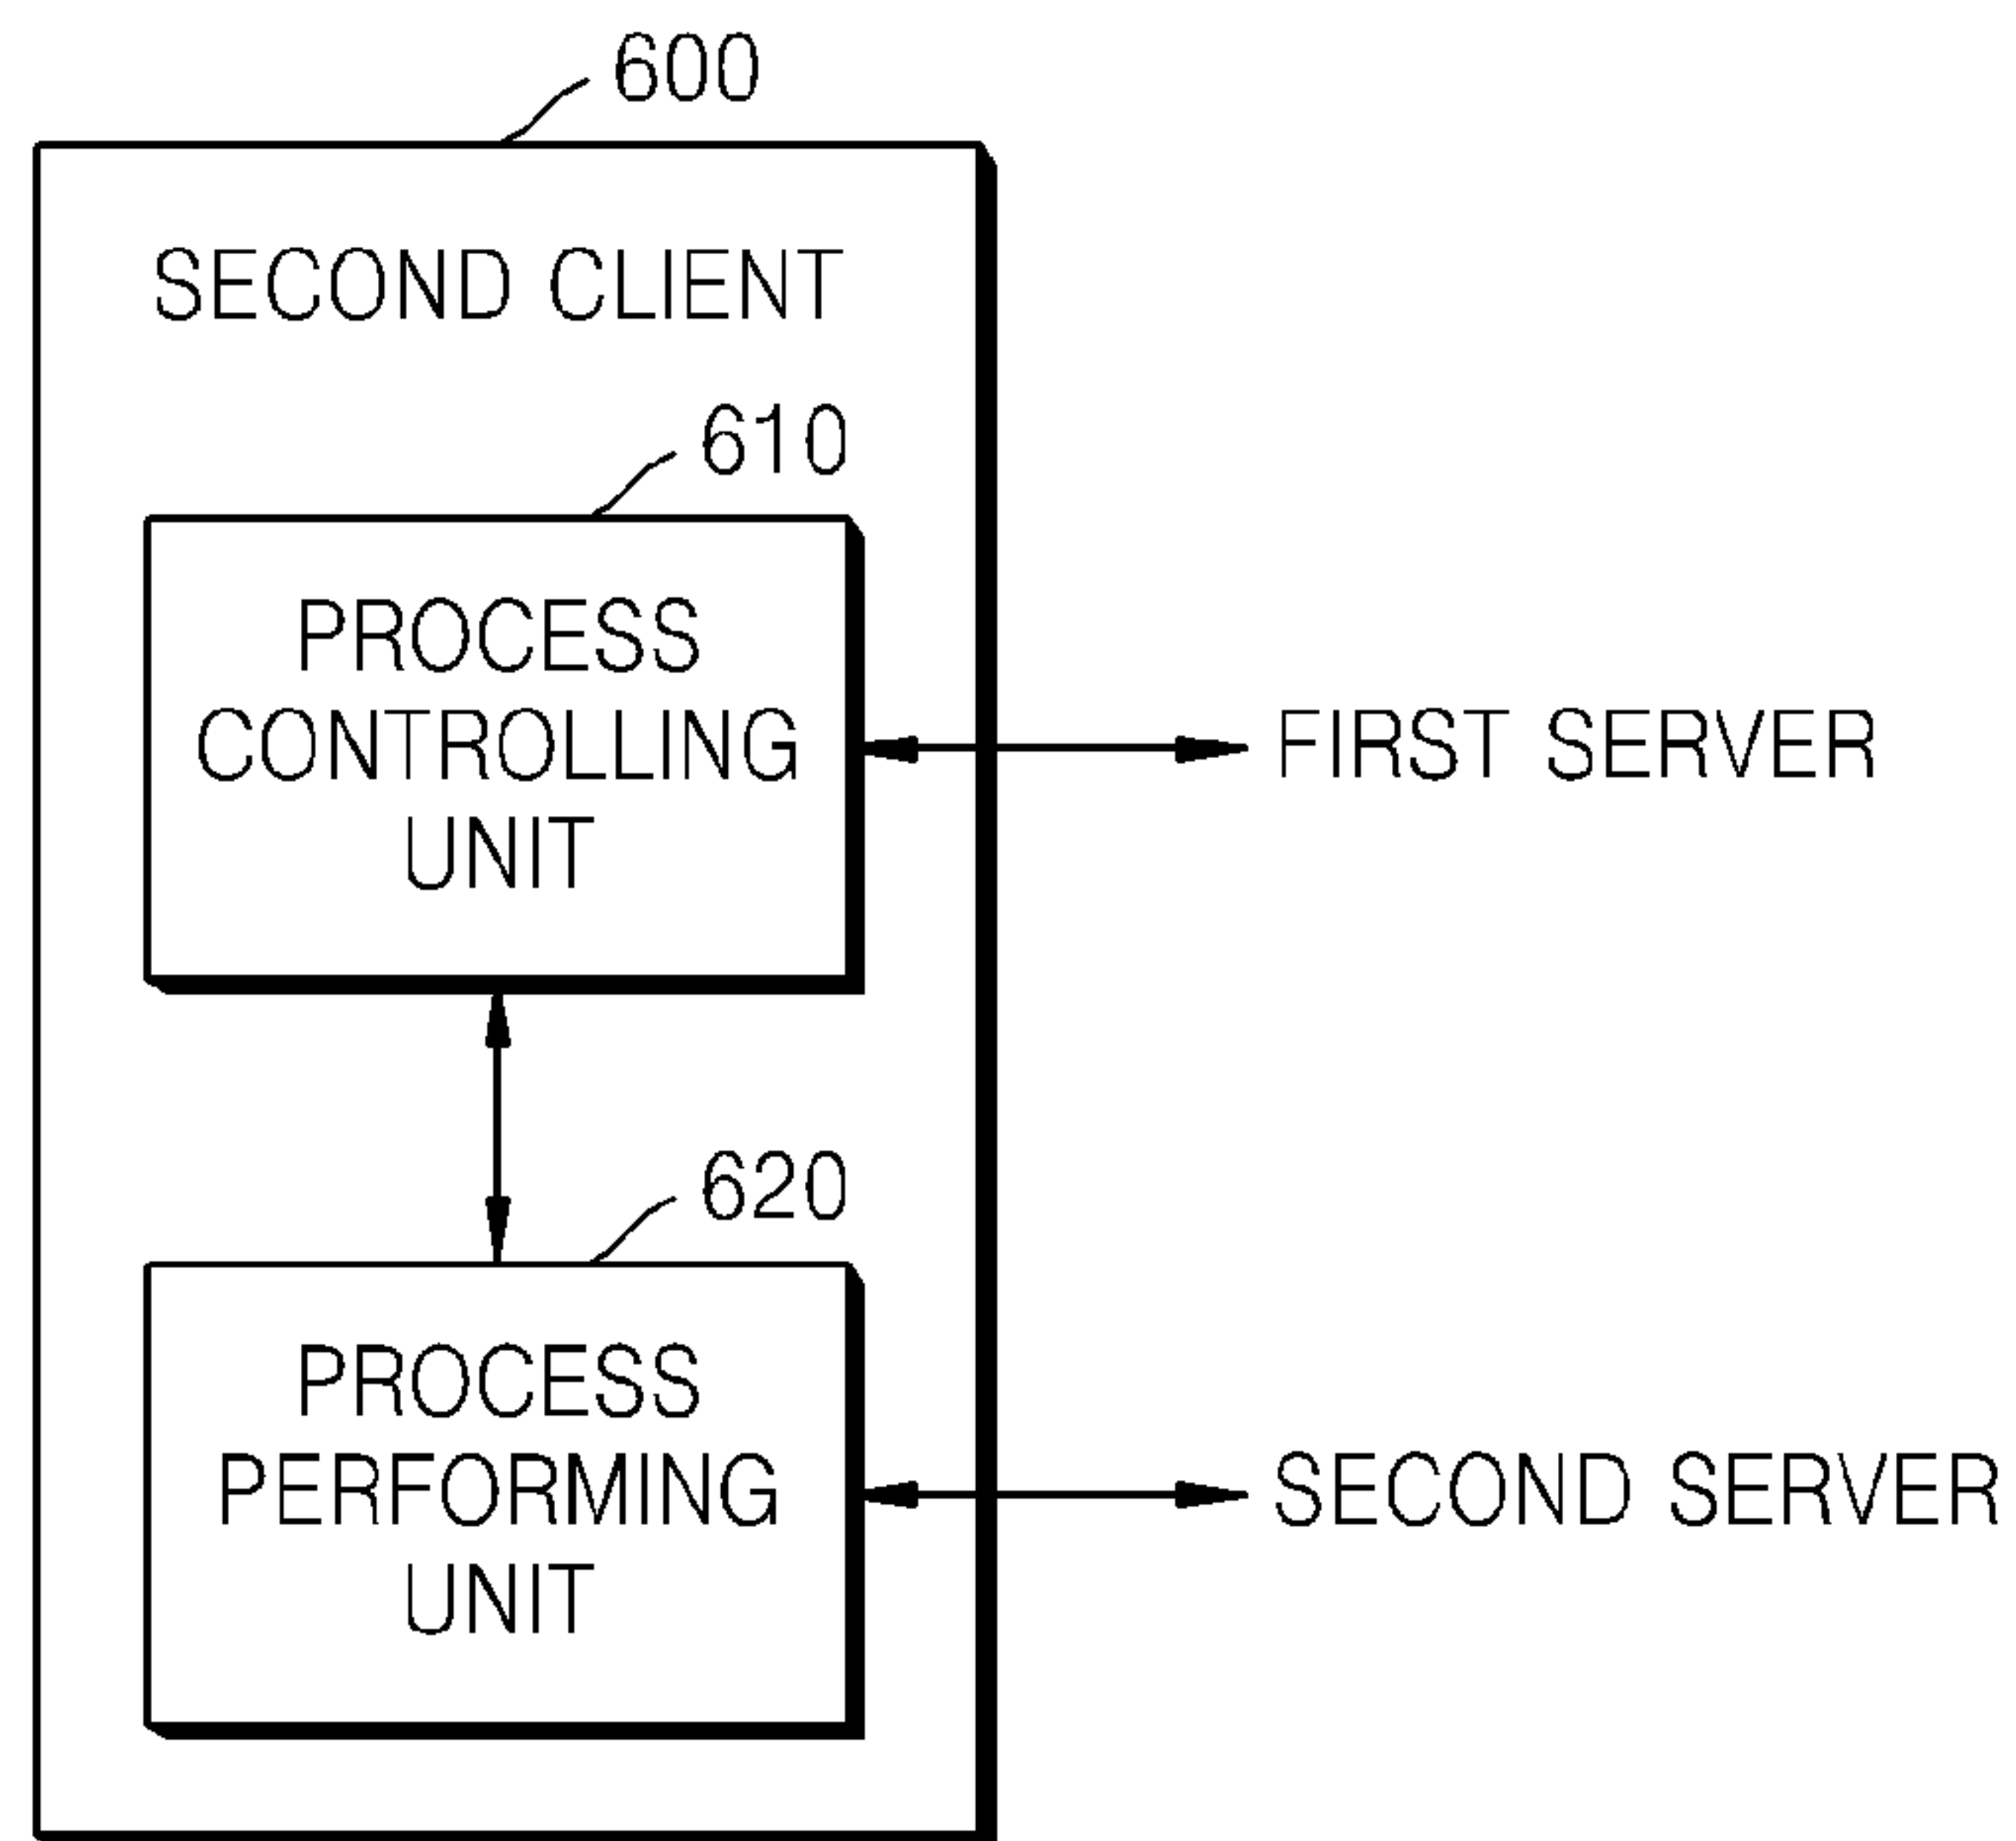 600
SECOND CLIENT
610
PROCESS
CONTROLLING
UNIT
FIRST SERVER
620
PROCESS
PERFORMING
UNIT
SECOND SERVER